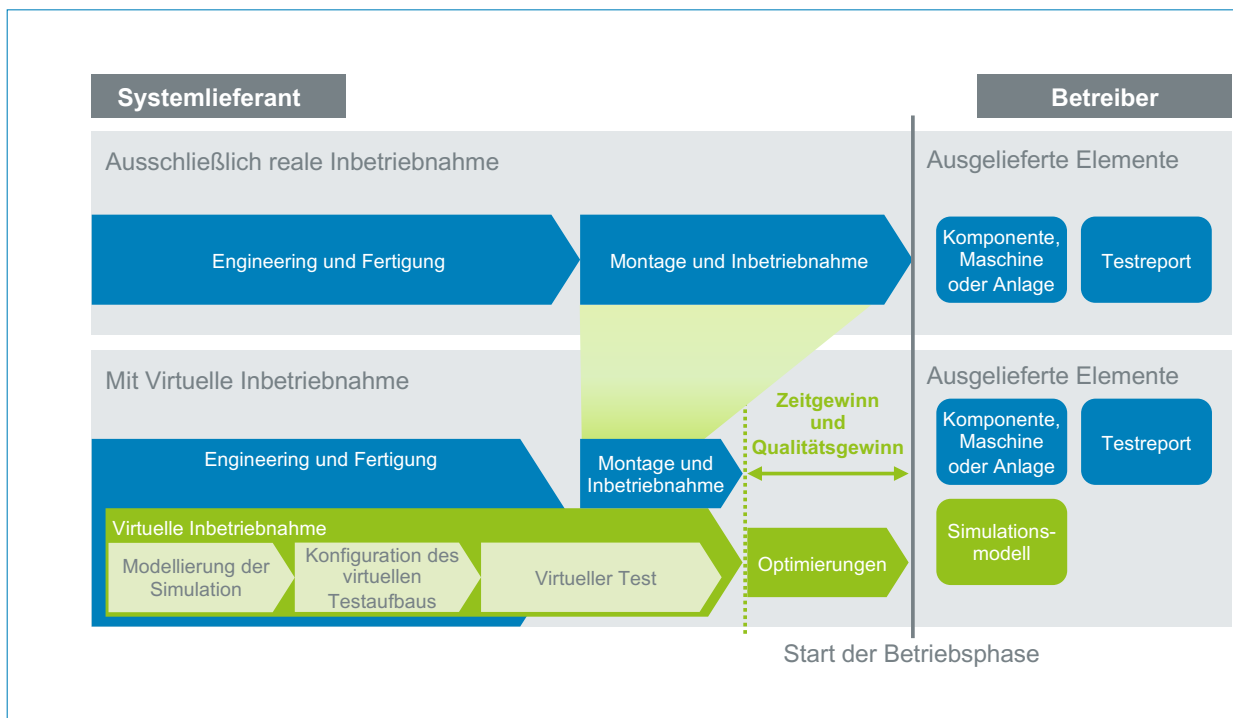 Systemlieferant
Betreiber
Ausschließlich reale Inbetriebnahme
Ausgelieferte Elemente
Engineering und Fertigung
Montage und Inbetriebnahme
Komponente,
Maschine
oder Anlage
Testreport
Mit Virtuelle Inbetriebnahme
Ausgelieferte Elemente
Zeitgewinn
und
Qualitätsgewinn
Engineering und Fertigung
Montage und
Inbetriebnahme
Komponente,
Maschine
oder Anlage
Testreport
Virtuelle Inbetriebnahme
Modellierung der
Simulation
Konfiguration des
virtuellen
Testaufbaus
Virtueller Test
Optimierungen
Simulations-
modell
Start der Betriebsphase